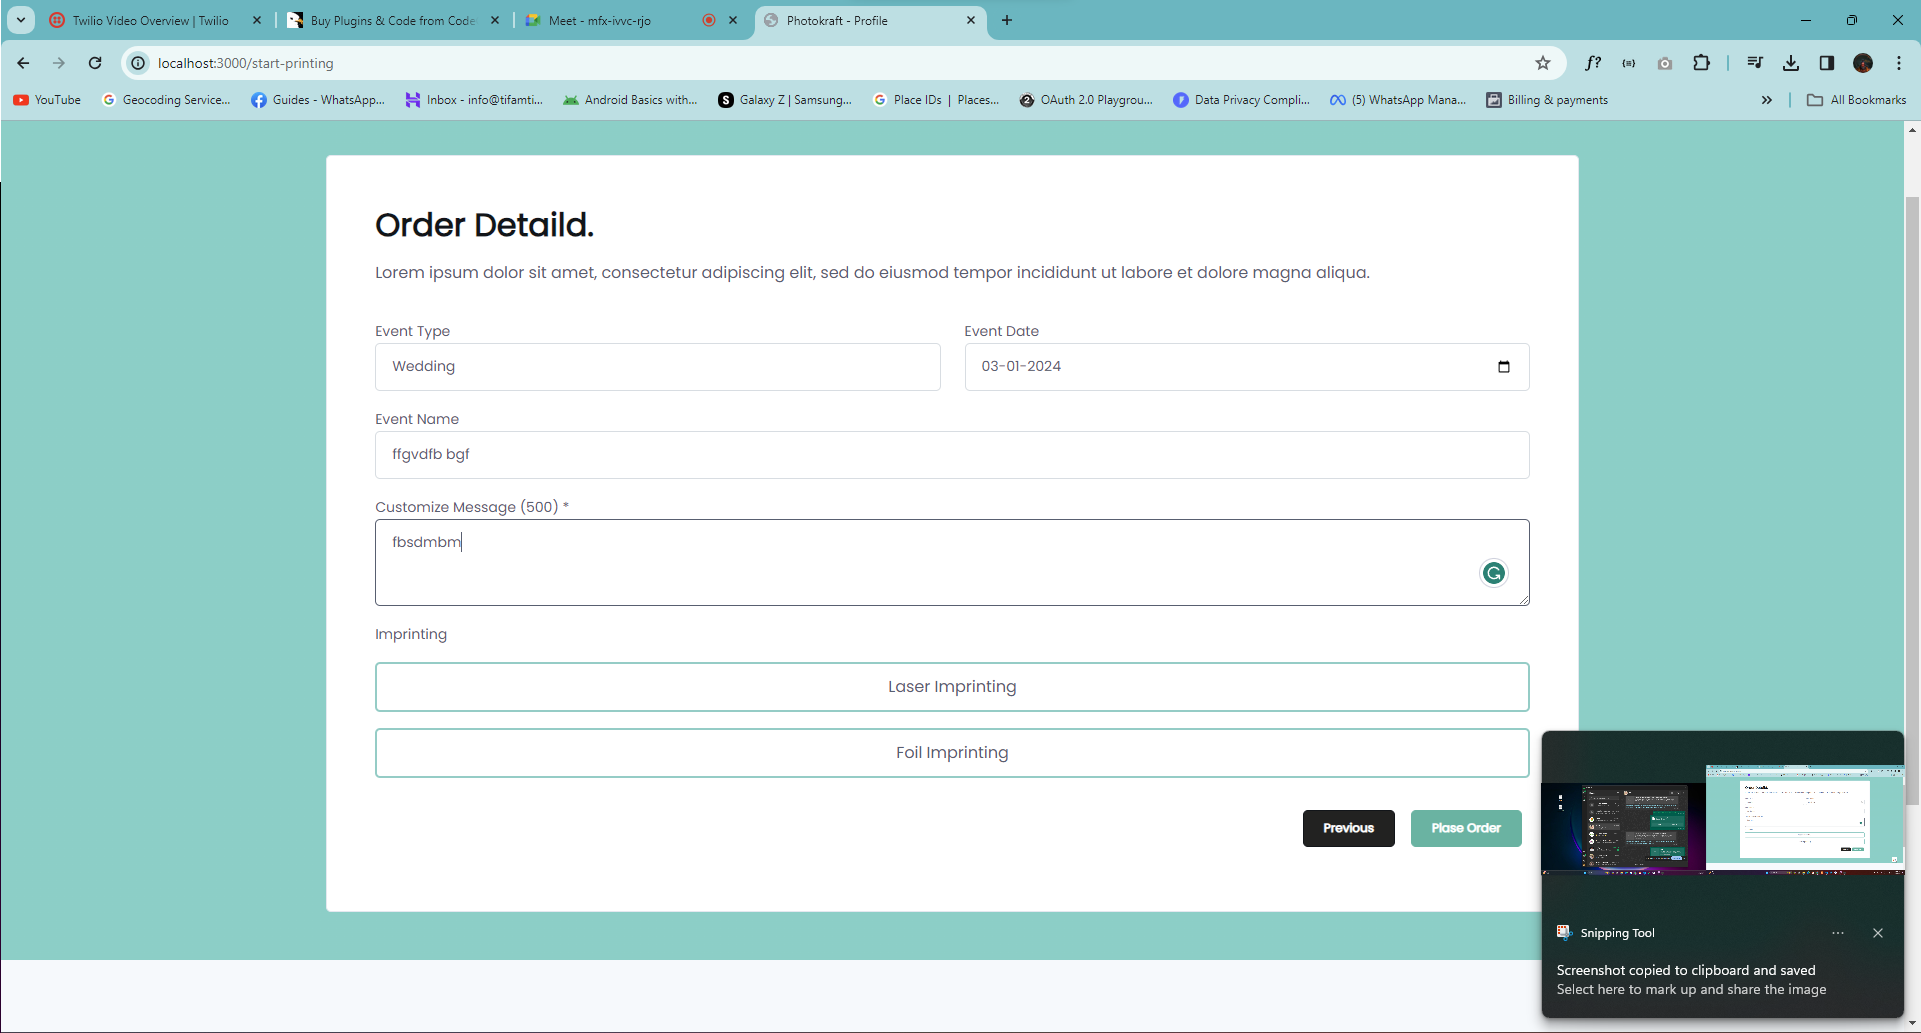 Twilio Video Overview | Twilio
Buy Plugins & Code from Code
Meet - mfx-ivvc-rjo
Photokraft - Profile
localhost:3000/start-printing
YouTube
Geocoding Service...
Guides - WhatsApp...
Inbox - info@tifamti...
Android Basics with...
Galaxy Z | Samsung...
Place IDs | Places...
OAuth 2.0 Playgrou...
Data Privacy Compli...
(5) WhatsApp Mana...
Billing & payments
All Bookmarks
Order Detaild.
Lorem ipsum dolor sit amet, consectetur adipiscing elit, sed do eiusmod tempor incididunt ut labore et dolore magna aliqua.
Event Type
Event Date
Wedding
03-01-2024
Event Name
ffgvdfb bgf
Customize Message (500) *
fbsdmbm
Imprinting
Laser Imprinting
Foil Imprinting
Previous
Plase Order
Snipping Tool
Screenshot copied to clipboard and saved
Select here to mark up and share the image